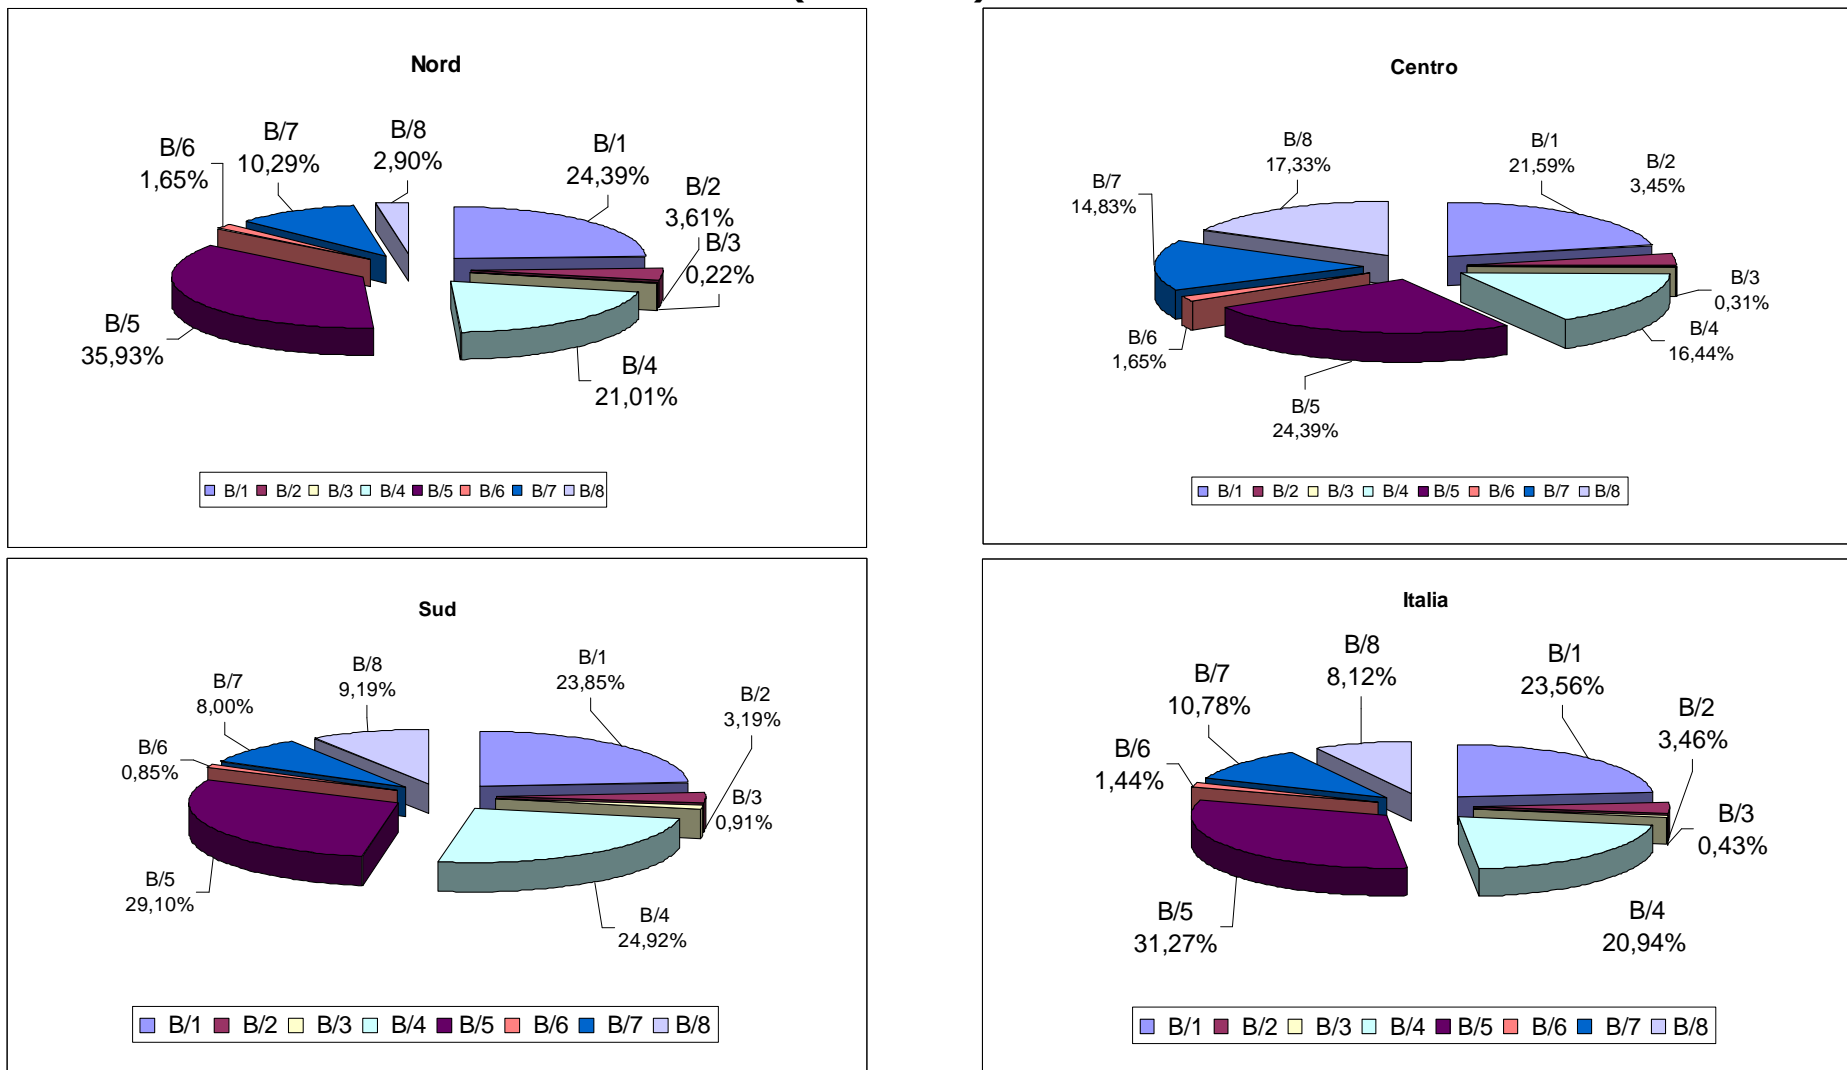 Nord
B/1
24,39%
B/2
3,61%
B/3
0,22%
B/4
21,01%
B/5
35,93%
B/6
1,65%
B/7
10,29%
B/8
2,90%
B/1 B/2 B/3 B/4 B/5 B/6 B/7 B/8
Centro
B/1
21,59%
B/2
3,45%
B/3
0,31%
B/4
16,44%
B/5
24,39%
B/6
1,65%
B/7
14,83%
B/8
17,33%
B/1 B/2 B/3 B/4 B/5 B/6 B/7 B/8
Sud
B/1
23,85%
B/2
3,19%
B/3
0,91%
B/4
24,92%
B/5
29,10%
B/6
0,85%
B/7
8,00%
B/8
9,19%
B/1 B/2 B/3 B/4 B/5 B/6 B/7 B/8
Italia
B/1
23,56%
B/2
3,46%
B/3
0,43%
B/4
20,94%
B/5
31,27%
B/6
1,44%
B/7
10,78%
B/8
8,12%
B/1 B/2 B/3 B/4 B/5 B/6 B/7 B/8